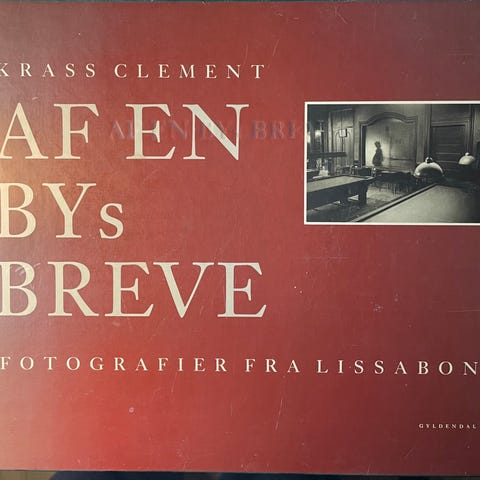 KRASS CLEMENT
AF EN
BYs
BREVE
FOTOGRAFIER FRA LISSABON
GYLDENDAL